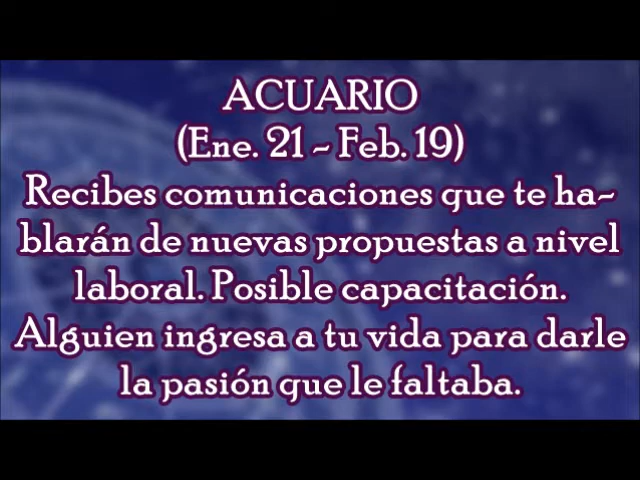 ACUARIO
(Ene. 21 - Feb. 19)
Recibes comunicaciones que te ha-
blarán de nuevas propuestas a nivel
laboral. Posible capacitación.
Alguien ingresa a tu vida para darle
la pasión que le faltaba.